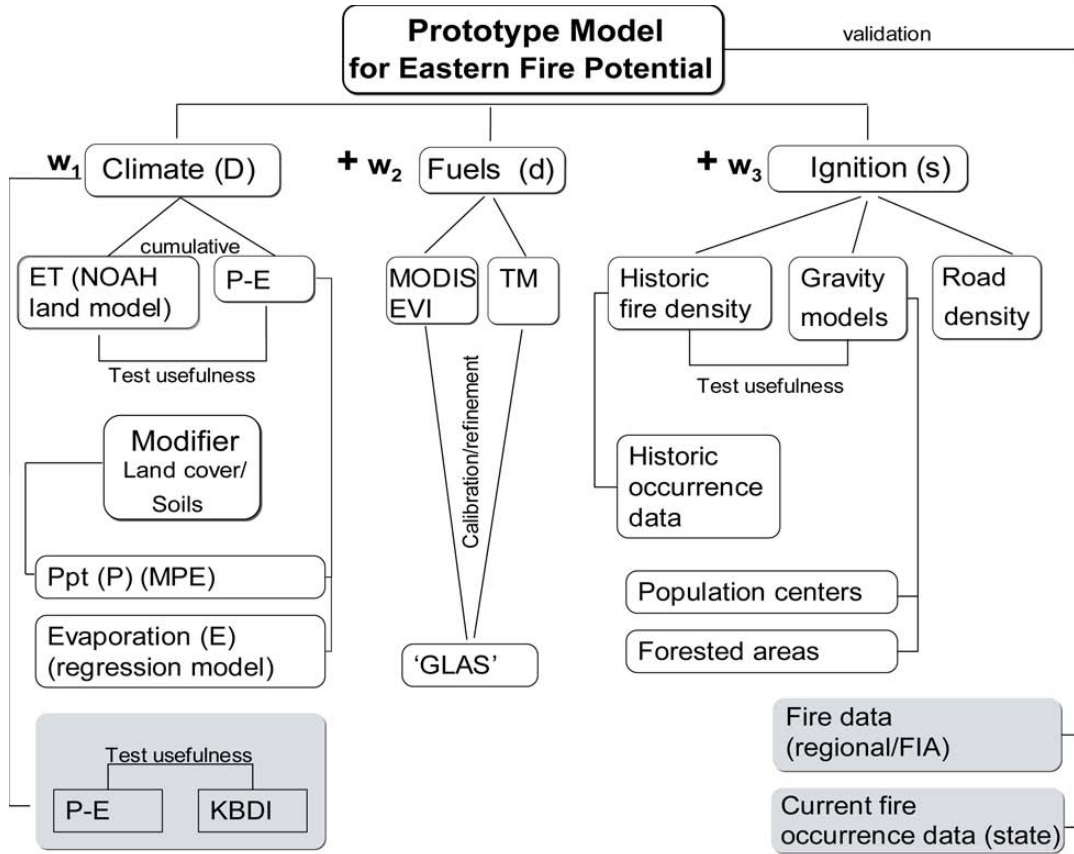 Prototype Model
for Eastern Fire Potential
validation
w1
Climate (D)
+ w2
Fuels (d)
+ w3
Ignition (s)
cumulative
ET (NOAH
land model)
P-E
Test usefulness
MODIS
EVI
TM
Historic
fire density
Gravity
models
Road
density
Test usefulness
Modifier
Land cover/
Soils
Calibration/refinement
Historic
occurrence
data
Ppt (P) (MPE)
Evaporation (E)
(regression model)
Population centers
Forested areas
‘GLAS’
Test usefulness
P-E
KBDI
Fire data
(regional/FIA)
Current fire
occurrence data (state)